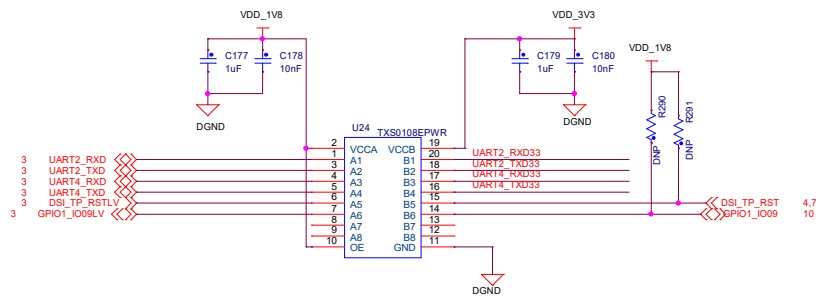 VDD_1V8
VDD_3V3
VDD_1V8
C177
1uF
C178
10nF
C179
1uF
C180
10nF
R290
DNP
R291
DNP
DGND
DGND
U24
TXS0108EPWR
2 VCCA VCCB 19
3 UART2_RXD 1 A1 B1 20 UART2_RXD33
3 UART2_TXD 3 A2 B2 18 UART2_TXD33
3 UART4_RXD 4 A3 B3 17 UART4_RXD33
3 UART4_TXD 5 A4 B4 16 UART4_TXD33
3 DSI_TP_RSTLV 6 A5 B5 15 DSI_TP_RST 4,7
3 GPIO1_IO09LV 7 A6 B6 14 GPIO1_IO09 10
8 A7 B7 13
9 A8 B8 12
10 OE GND 11
DGND